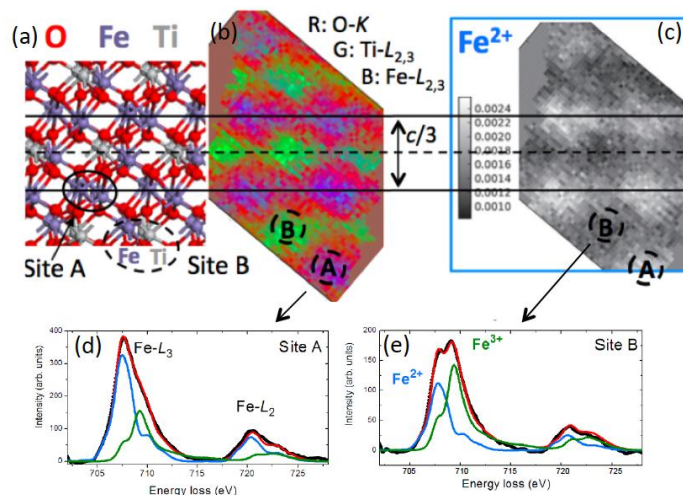 (a) O Fe Ti
(b)
R: O-K
G: Ti-L2,3
B: Fe-L2,3
Fe2+
(c)
0.0024
0.0022
0.0020
0.0018
0.0016
0.0014
0.0012
0.0010
c/3
B
A
B
A
Site A
Fe Ti
Site B
(d)
Fe-L3
Site A
Fe-L2
Intensity (arb. units)
400
300
200
100
0
705 710 715 720 725
Energy loss (eV)
(e)
Fe3+
Site B
Fe2+
Intensity (arb. units)
200
150
100
50
0
705 710 715 720 725
Energy loss (eV)